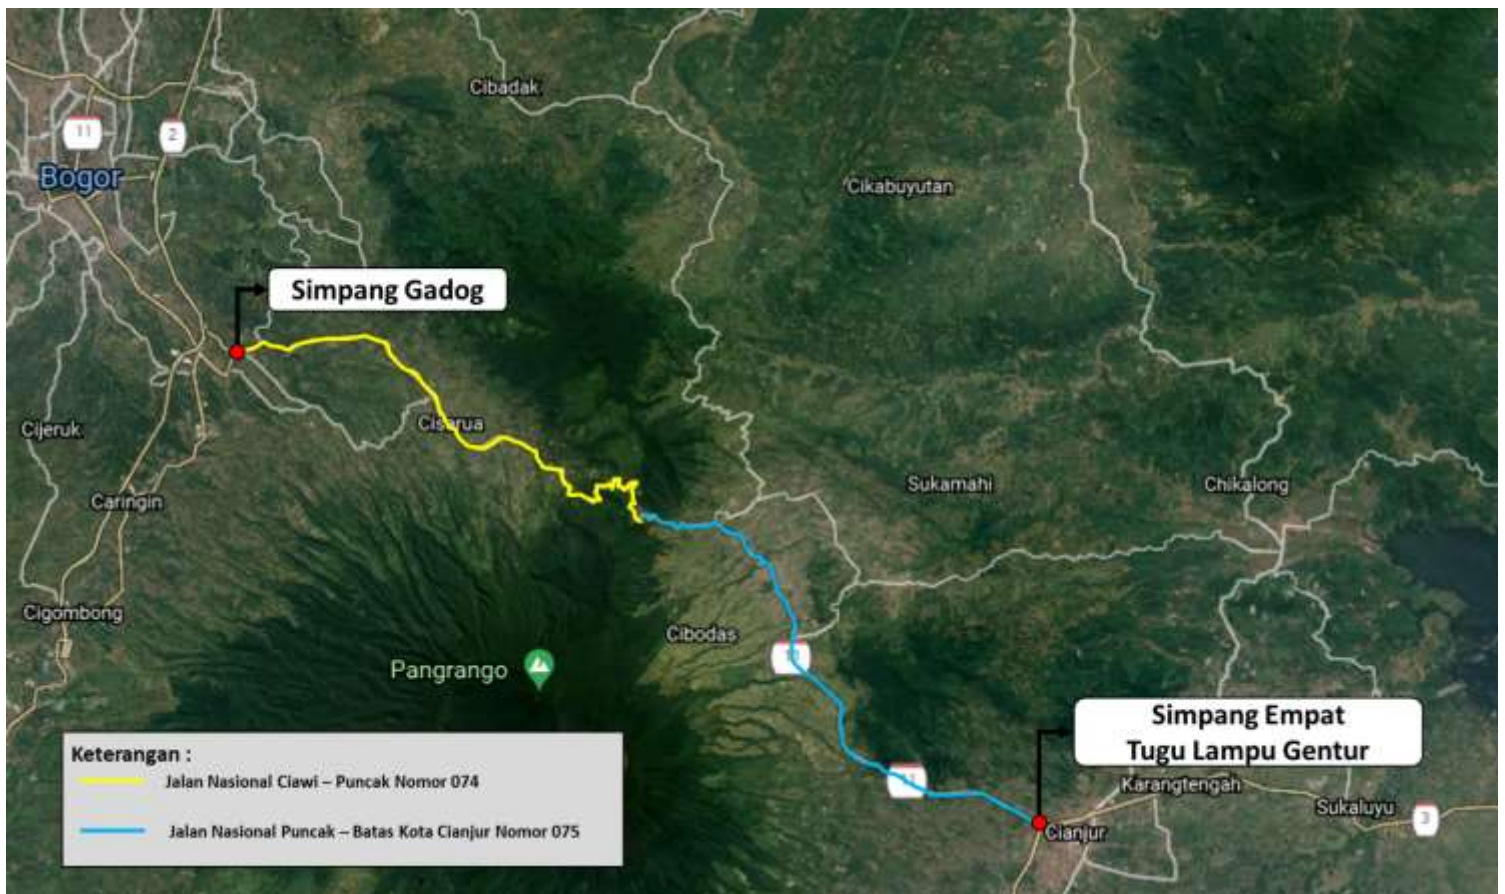 Cibadak
11
2
Bogor
Cikabuyutan
Simpang Gadog
Cijeruk
Cisarua
Sukamahi
Chikalong
Caringin
Cigombong
Cibodas
Pangrango
11
Simpang Empat
Tugu Lampu Gentur
Keterangan :
Jalan Nasional Ciawi – Puncak Nomor 074
Jalan Nasional Puncak – Batas Kota Cianjur Nomor 075
Karangtengah
Sukaluyu
3
Cianjur